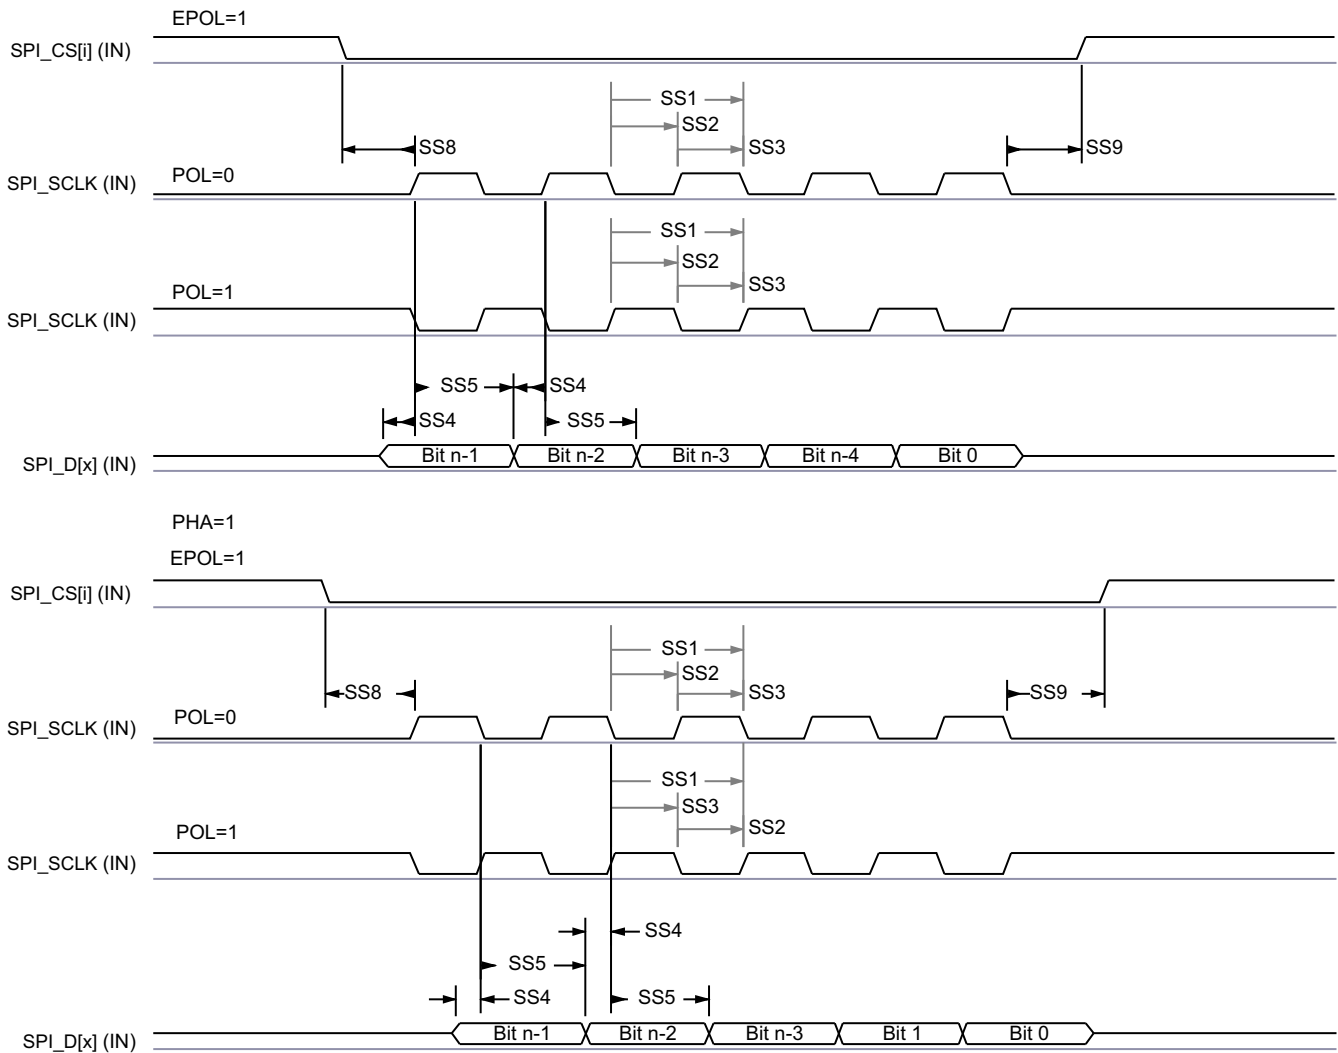 EPOL=1
SPI_CS[i] (IN)
SS1
SS2
SS8
SS3
SS9
POL=0
SPI_SCLK (IN)
SS1
SS2
SS3
POL=1
SPI_SCLK (IN)
SS5
SS4
SS4
SS5
SPI_D[x] (IN)
Bit n-1
Bit n-2
Bit n-3
Bit n-4
Bit 0
PHA=1
EPOL=1
SPI_CS[i] (IN)
SS1
SS2
SS8
SS3
SS9
POL=0
SPI_SCLK (IN)
SS1
SS3
SS2
POL=1
SPI_SCLK (IN)
SS4
SS5
SS4
SS5
SPI_D[x] (IN)
Bit n-1
Bit n-2
Bit n-3
Bit 1
Bit 0